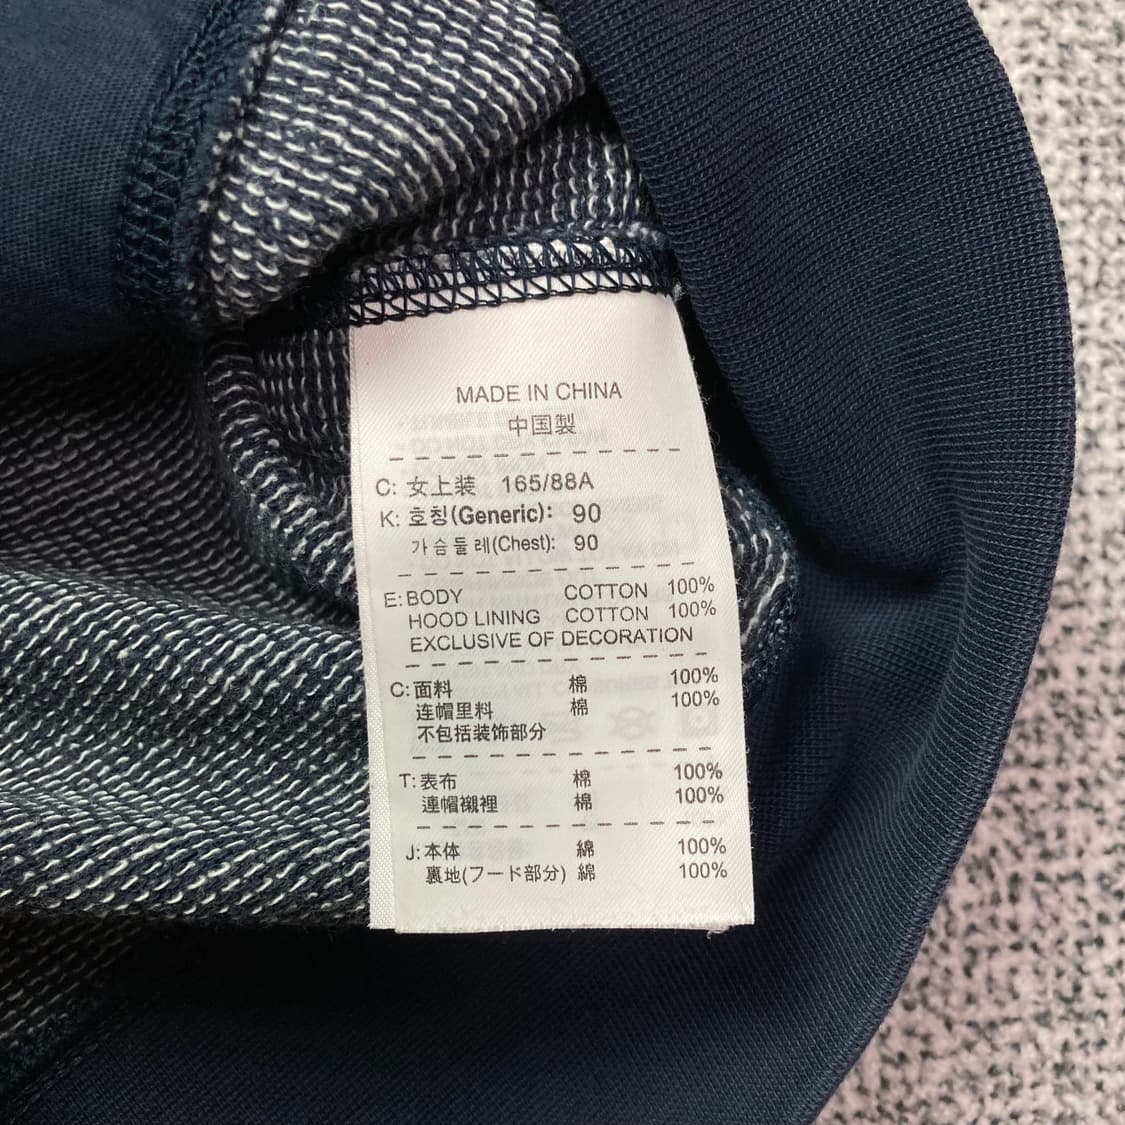 MADE IN CHINA
中国製
C: 女上装 165/88A
K: 호칭(Generic): 90
가슴둘레(Chest): 90
E: BODY COTTON 100%
HOOD LINING COTTON 100%
EXCLUSIVE OF DECORATION
C: 面料 棉 100%
连帽里料 棉 100%
不包括装饰部分
T: 表布 棉 100%
連帽襯裡 棉 100%
J: 本体 綿 100%
裏地(フード部分) 綿 100%